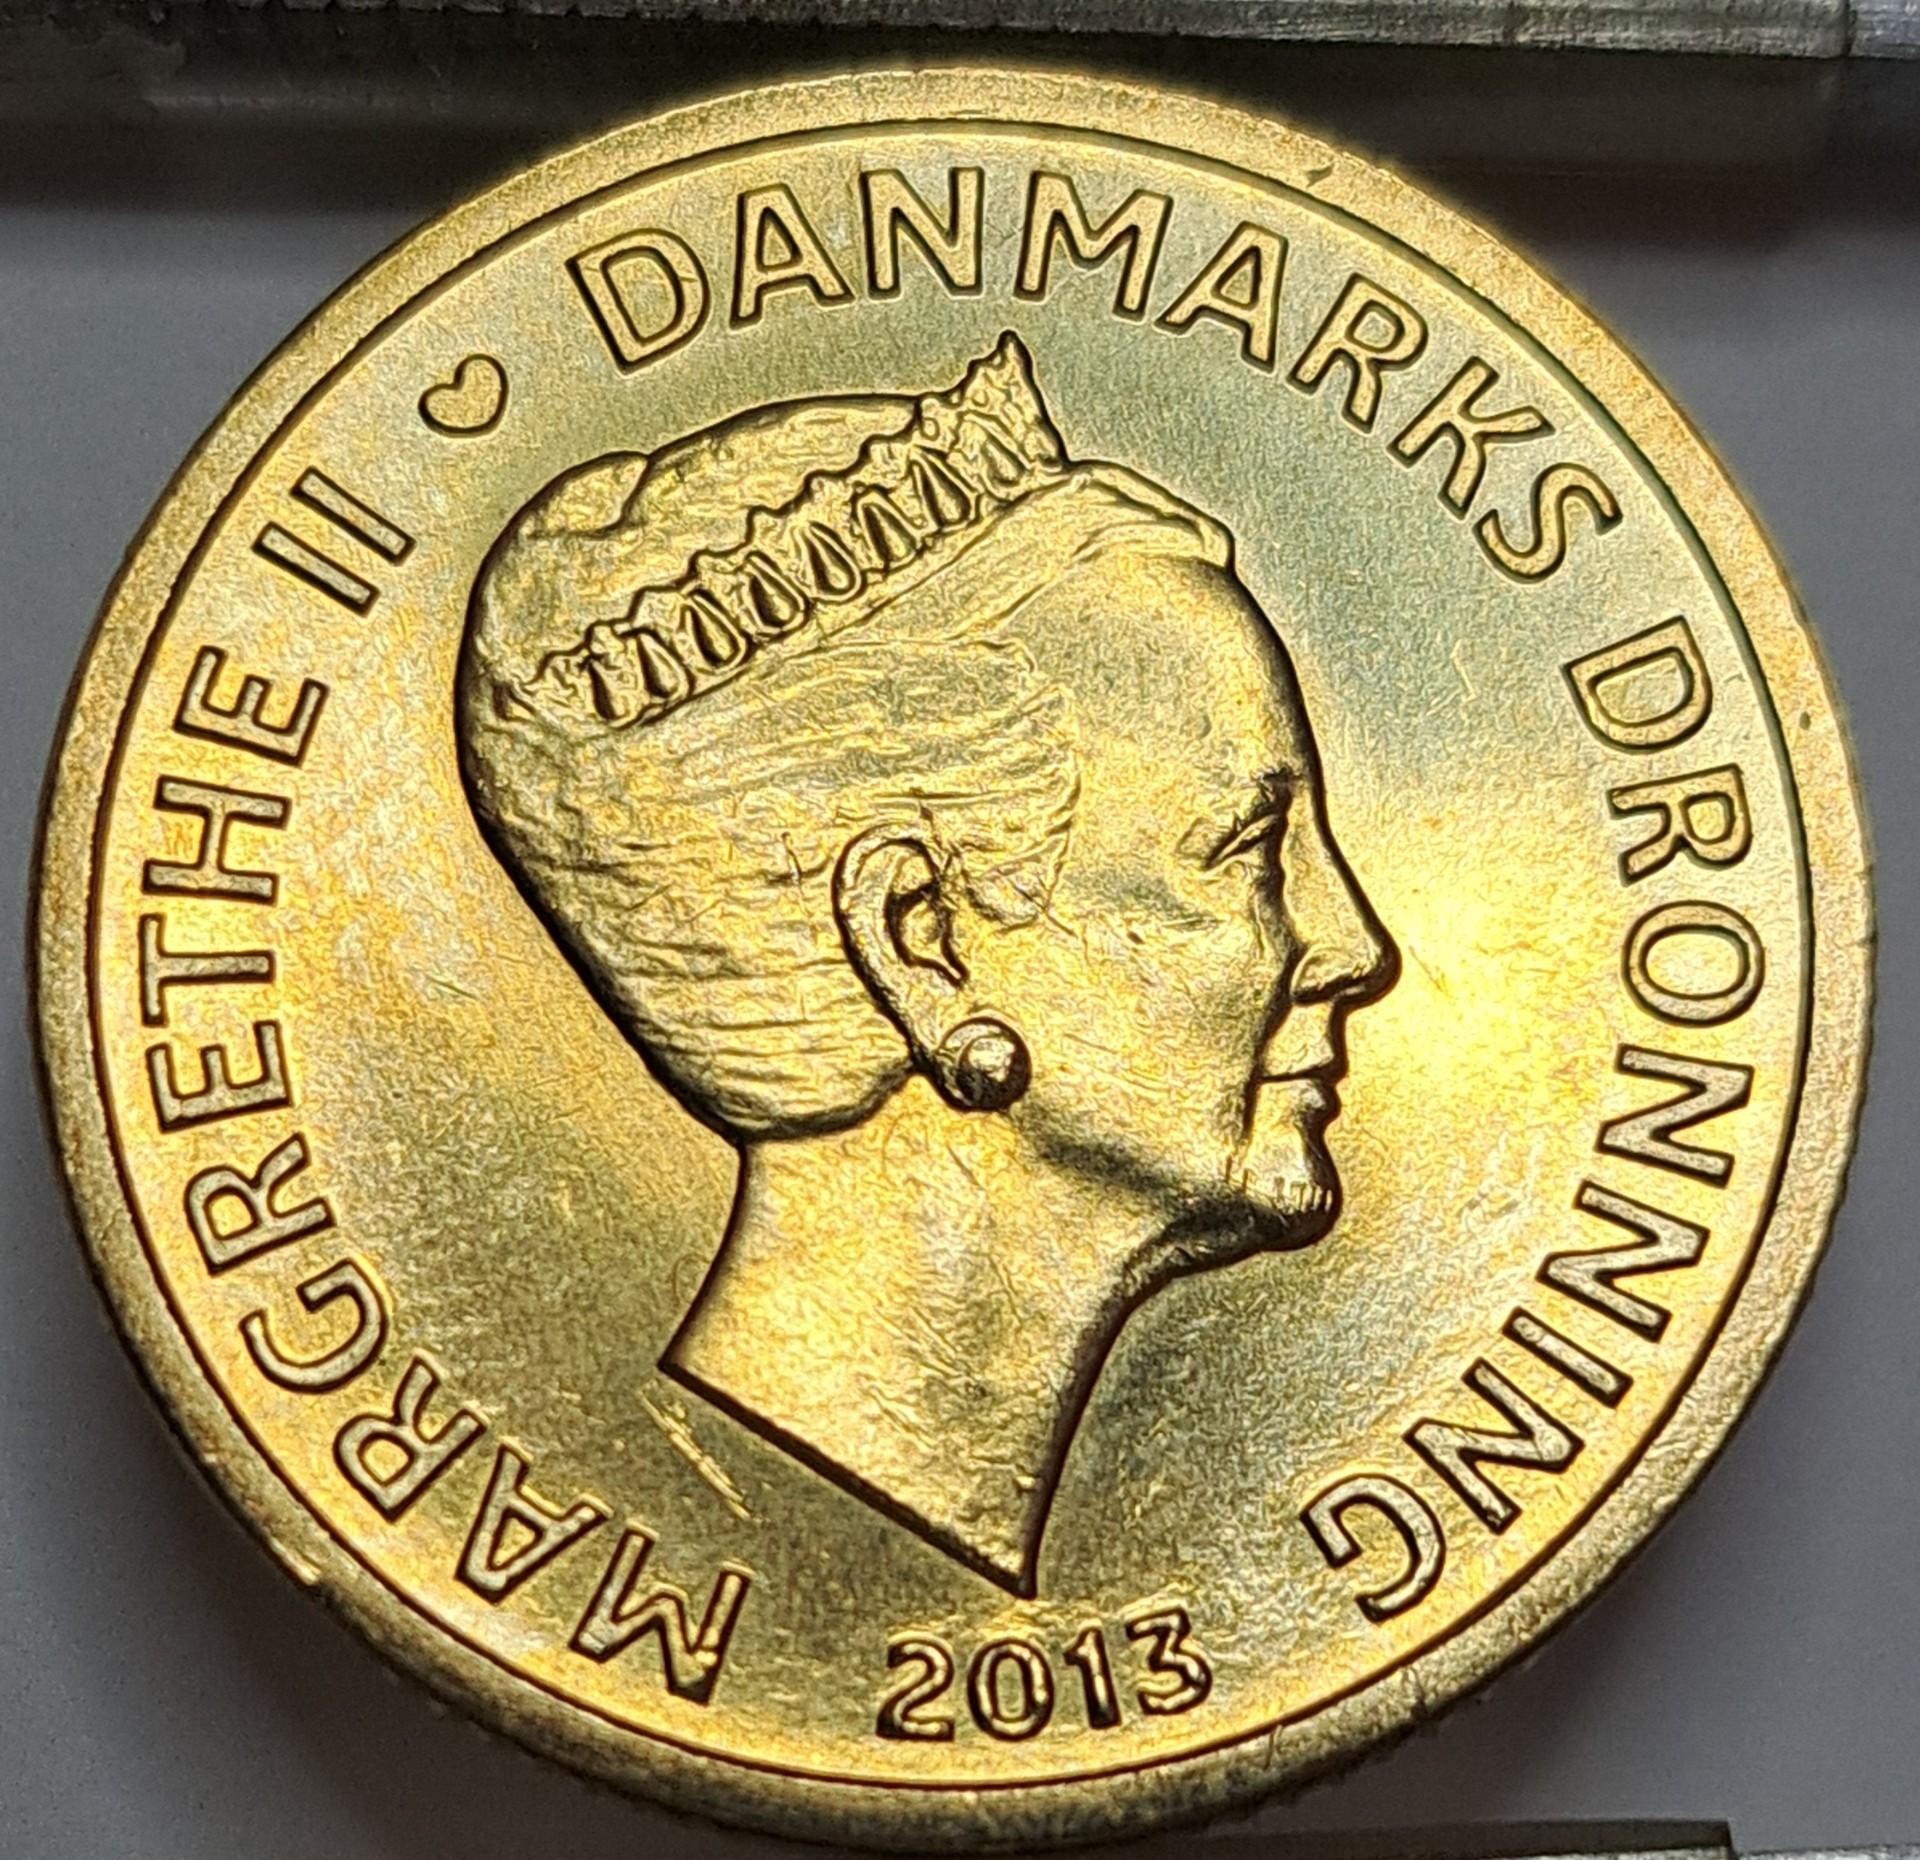 MARGRETHE II ♥ DANMARKS DRONNING
2013